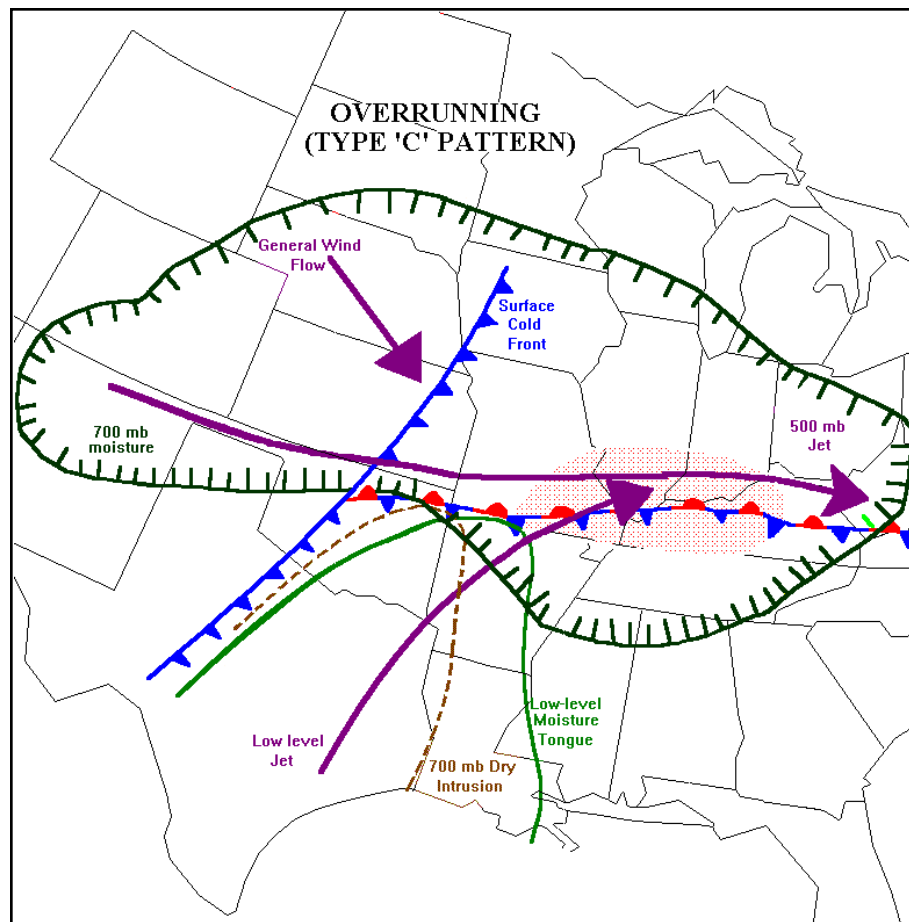 OVERRUNNING
(TYPE 'C' PATTERN)
General Wind
Flow
Surface
Cold
Front
700 mb
moisture
500 mb
Jet
Low level
Jet
700 mb Dry
Intrusion
Low-level
Moisture
Tongue